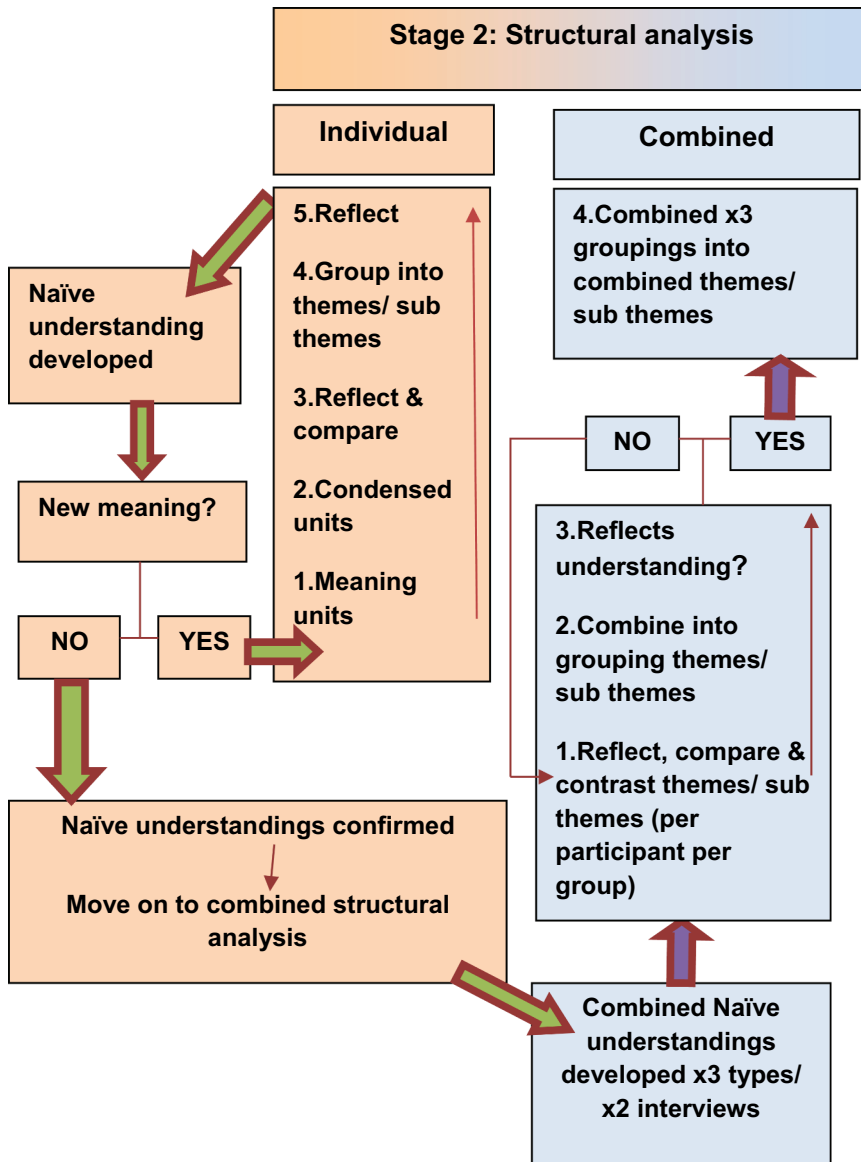 Stage 2: Structural analysis
Individual
5.Reflect
4.Group into
themes/ sub
themes
3.Reflect &
compare
2.Condensed
units
1.Meaning
units
Naïve
understanding
developed
New meaning?
NO
YES
Naïve understandings confirmed
Move on to combined structural
analysis
Combined
4.Combined x3
groupings into
combined themes/
sub themes
NO
YES
3.Reflects
understanding?
2.Combine into
grouping themes/
sub themes
1.Reflect, compare &
contrast themes/ sub
themes (per
participant per
group)
Combined Naïve
understandings
developed x3 types/
x2 interviews